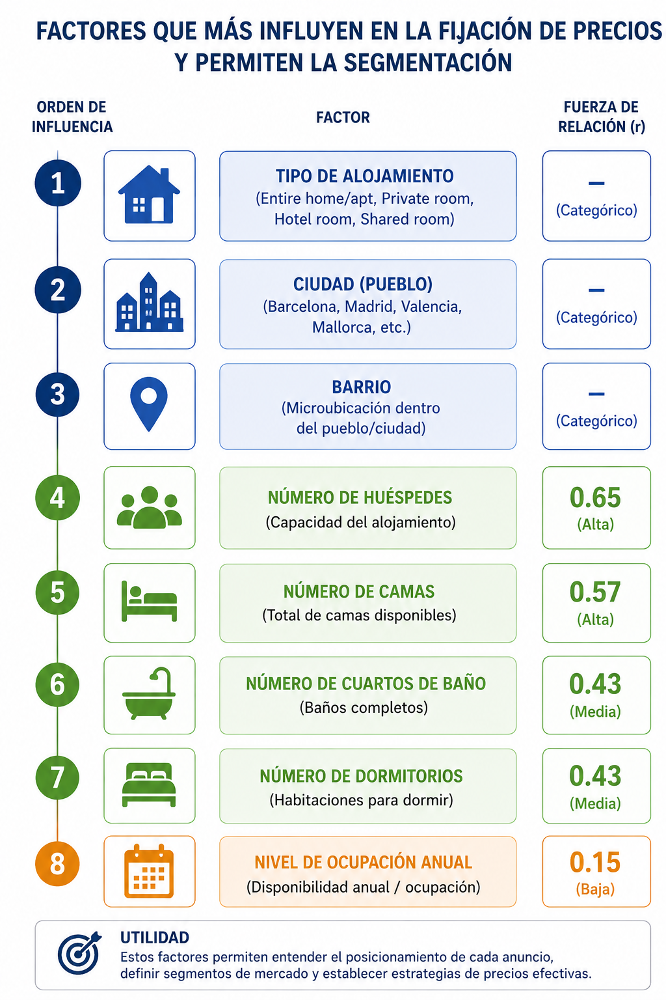 FACTORES QUE MÁS INFLUYEN EN LA FIJACIÓN DE PRECIOS
Y PERMITEN LA SEGMENTACIÓN
ORDEN DE
INFLUENCIA
FACTOR
FUERZA DE
RELACIÓN (r)
1
TIPO DE ALOJAMIENTO
(Entire home/apt, Private room,
Hotel room, Shared room)
–
(Categórico)
2
CIUDAD (PUEBLO)
(Barcelona, Madrid, Valencia,
Mallorca, etc.)
–
(Categórico)
3
BARRIO
(Microubicación dentro
del pueblo/ciudad)
–
(Categórico)
4
NÚMERO DE HUÉSPEDES
(Capacidad del alojamiento)
0.65
(Alta)
5
NÚMERO DE CAMAS
(Total de camas disponibles)
0.57
(Alta)
6
NÚMERO DE CUARTOS DE BAÑO
(Baños completos)
0.43
(Media)
7
NÚMERO DE DORMITORIOS
(Habitaciones para dormir)
0.43
(Media)
8
NIVEL DE OCUPACIÓN ANUAL
(Disponibilidad anual / ocupación)
0.15
(Baja)
UTILIDAD
Estos factores permiten entender el posicionamiento de cada anuncio,
definir segmentos de mercado y establecer estrategias de precios efectivas.